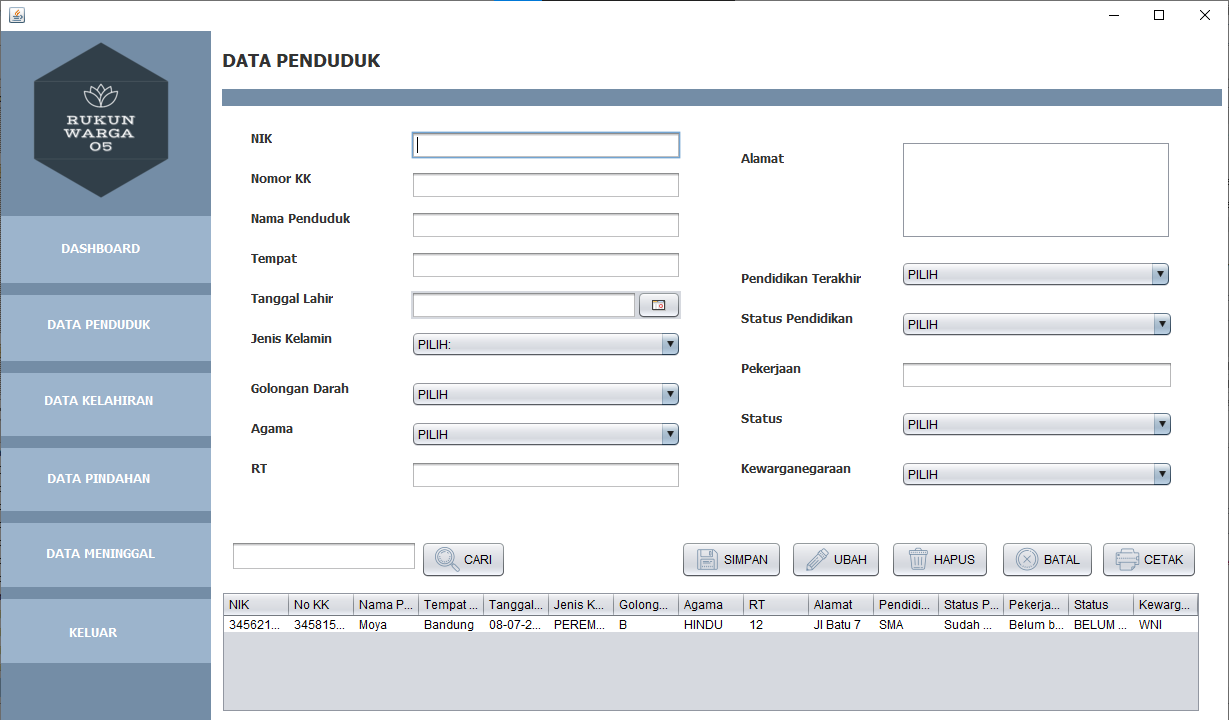 RUKUN
WARGA
05
DASHBOARD
DATA PENDUDUK
DATA KELAHIRAN
DATA PINDAHAN
DATA MENINGGAL
KELUAR
DATA PENDUDUK
NIK
Nomor KK
Nama Penduduk
Tempat
Tanggal Lahir
Jenis Kelamin PILIH:
Golongan Darah PILIH
Agama PILIH
RT
Alamat
Pendidikan Terakhir PILIH
Status Pendidikan PILIH
Pekerjaan
Status PILIH
Kewarganegaraan PILIH
CARI SIMPAN UBAH HAPUS BATAL CETAK
NIK No KK Nama P... Tempat ... Tanggal... Jenis K... Golong... Agama RT Alamat Pendidi... Status P... Pekerja... Status Kewarg...
345621... 345815... Moya Bandung 08-07-2... PEREM... B HINDU 12 Jl Batu 7 SMA Sudah ... Belum b... BELUM ... WNI